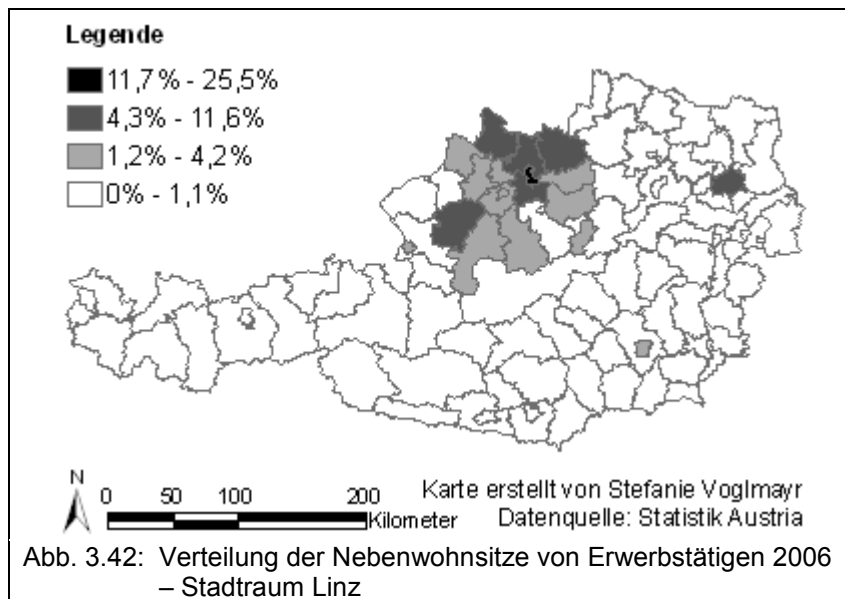 Legende
11,7% - 25,5%
4,3% - 11,6%
1,2% - 4,2%
0% - 1,1%
N
0 50 100 200
Kilometer
Karte erstellt von Stefanie Voglmayr
Datenquelle: Statistik Austria
Abb. 3.42: Verteilung der Nebenwohnsitze von Erwerbstätigen 2006
– Stadtraum Linz